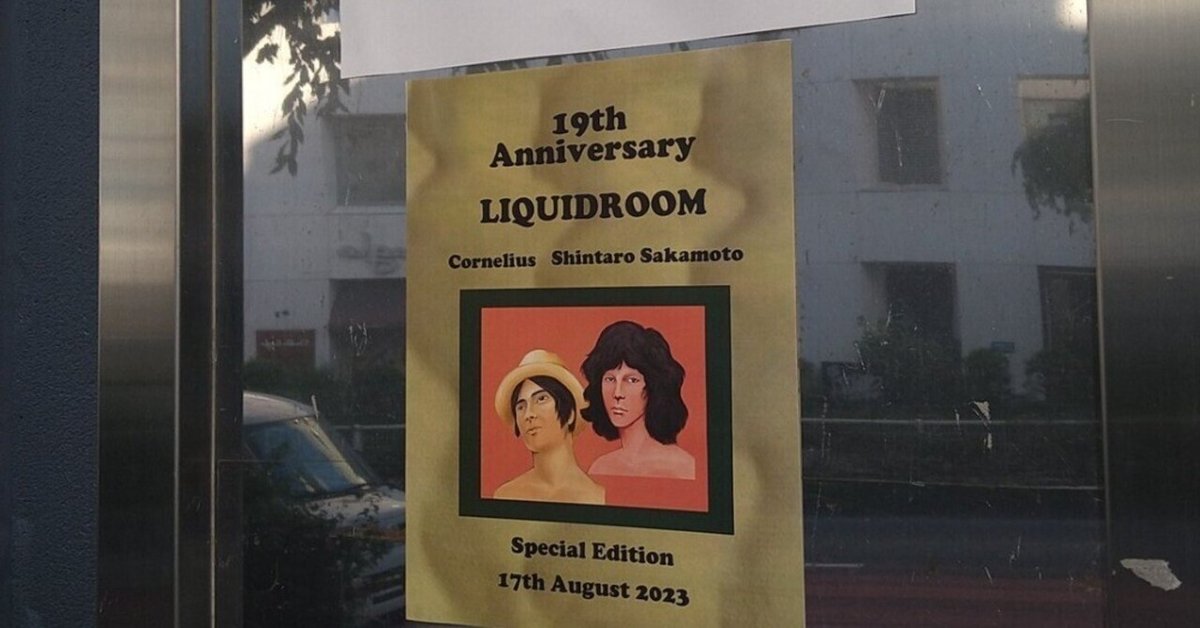 19th
Anniversary
LIQUIDROOM
Cornelius Shintaro Sakamoto
Special Edition
17th August 2023